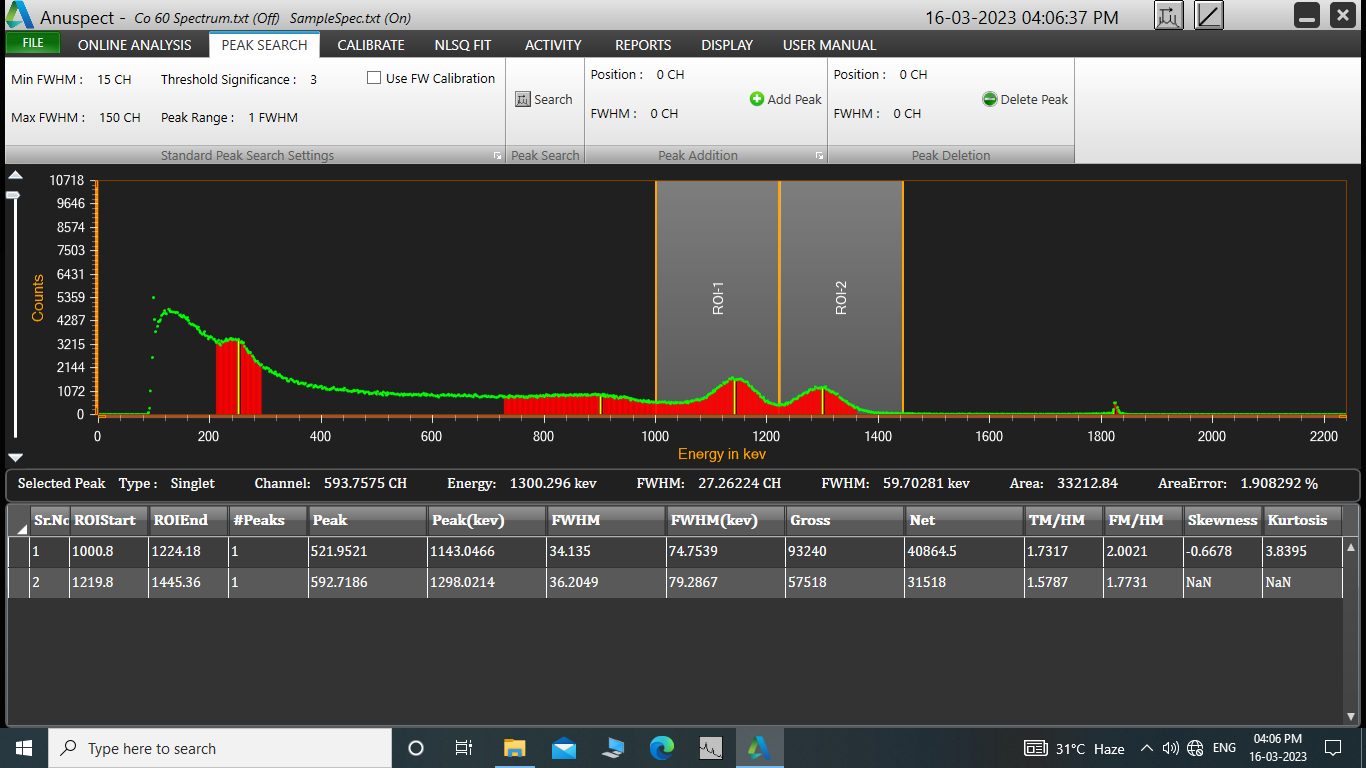 Anuspect - Co 60 Spectrum.txt (Off) SampleSpec.txt (On) 16-03-2023 04:06:37 PM
FILE ONLINE ANALYSIS PEAK SEARCH CALIBRATE NLSQ FIT ACTIVITY REPORTS DISPLAY USER MANUAL
Min FWHM : 15 CH Threshold Significance : 3 Use FW Calibration
Max FWHM : 150 CH Peak Range : 1 FWHM
Standard Peak Search Settings
Search
Peak Search
Position : 0 CH
FWHM : 0 CH
Add Peak
Peak Addition
Position : 0 CH
FWHM : 0 CH
Delete Peak
Peak Deletion
10718
9646
8574
7503
6431
5359
4287
3215
2144
1072
0
Counts
ROI-1
ROI-2
0 200 400 600 800 1000 1200 1400 1600 1800 2000 2200
Energy in kev
Selected Peak Type : Singlet Channel: 593.7575 CH Energy: 1300.296 kev FWHM: 27.26224 CH FWHM: 59.70281 kev Area: 33212.84 AreaError: 1.908292 %
Sr.No ROIStart ROIEnd #Peaks Peak Peak(kev) FWHM FWHM(kev) Gross Net TM/HM FM/HM Skewness Kurtosis
1 1000.8 1224.18 1 521.9521 1143.0466 34.135 74.7539 93240 40864.5 1.7317 2.0021 -0.6678 3.8395
2 1219.8 1445.36 1 592.7186 1298.0214 36.2049 79.2867 57518 31518 1.5787 1.7731 NaN NaN
Type here to search
31°C Haze
ENG
04:06 PM
16-03-2023